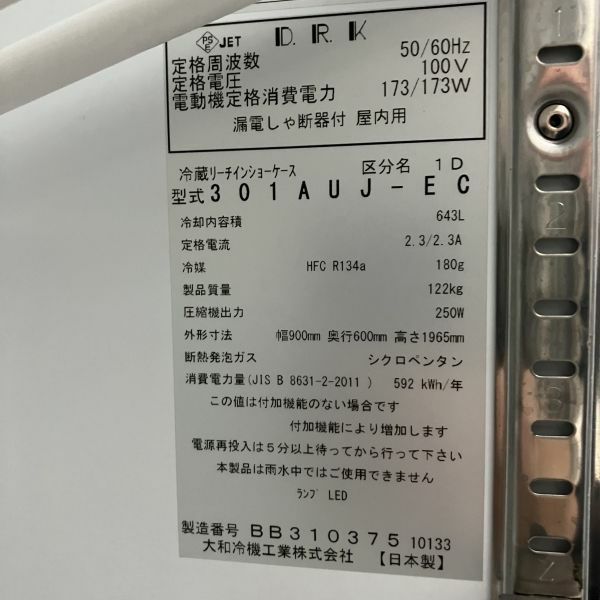 PSE JET D.R.K
定格周波数 50/60Hz
定格電圧 100V
電動機定格消費電力 173/173W
漏電しゃ断器付 屋内用
冷蔵リーチインショーケース 区分名 1D
型式 301AUJ-EC
冷却内容積 643L
定格電流 2.3/2.3A
冷媒 HFC R134a 180g
製品質量 122kg
圧縮機出力 250W
外形寸法 幅900mm 奥行600mm 高さ1965mm
断熱発泡ガス シクロペンタン
消費電力量(JIS B 8631-2-2011 ) 592 kWh/年
この値は付加機能のない場合です
付加機能により増加します
電源再投入は5分以上待ってから行って下さい
本製品は雨水中ではご使用できません
ﾗﾝﾌﾟ LED
製造番号 BB310375 10133
大和冷機工業株式会社 【日本製】
1
2
3